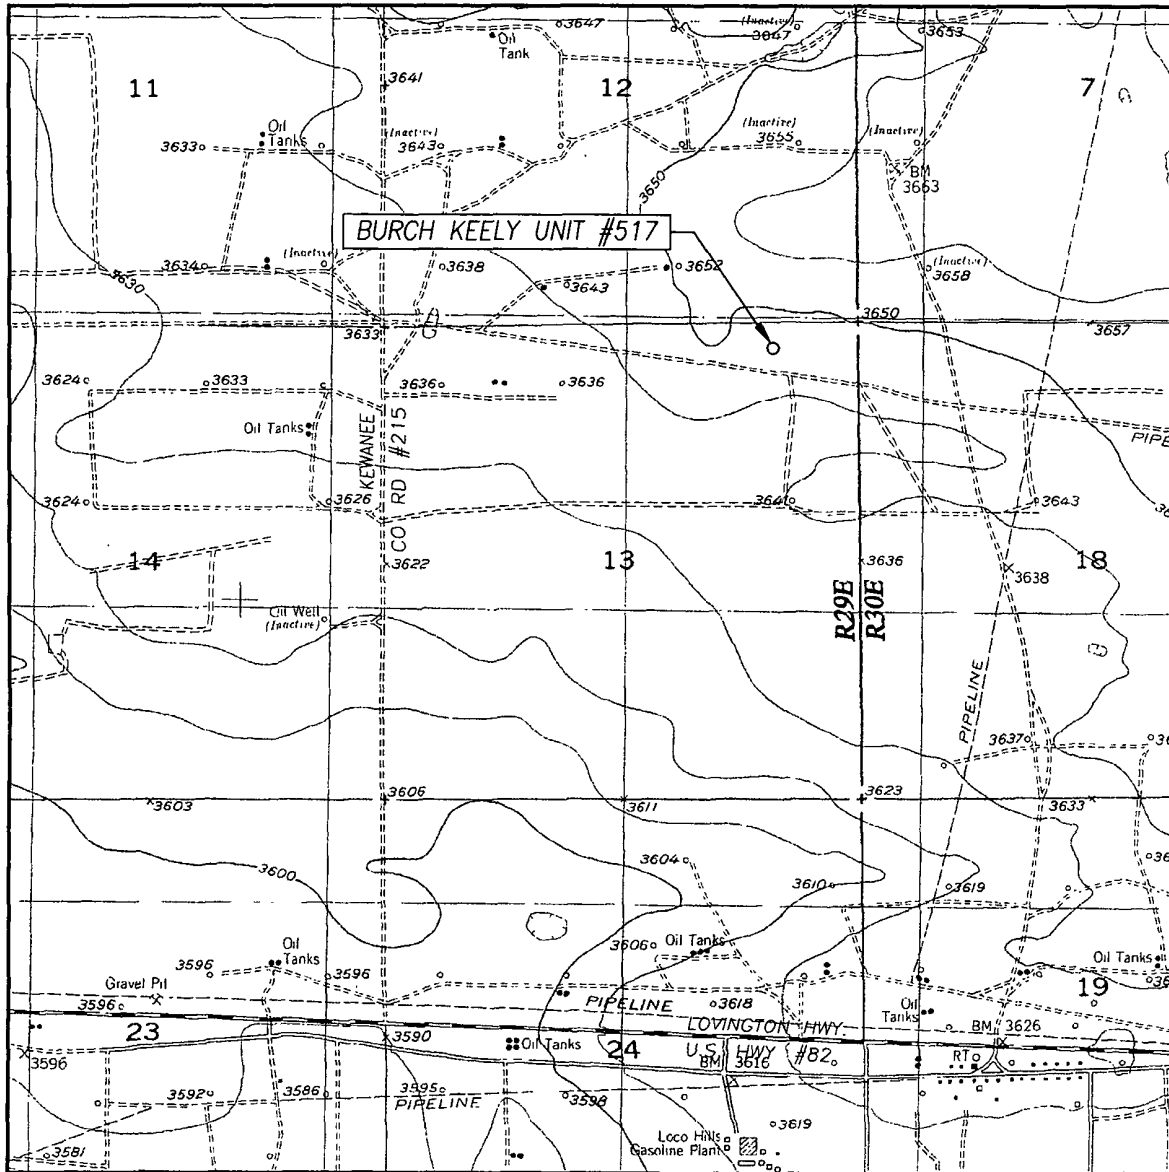 3647
(Inactive)
3647
3653
Oil
Tank
11
3641
12
7
Oil
Tanks
3633
(Inactive)
3643
(Inactive)
3655
(Inactive)
BM
3663
3650
BURCH KEELY UNIT #517
3634
(Inactive)
3638
3652
(Inactive)
3658
3630
3643
3633
3650
3657
3624
3633
3636
3636
Oil Tanks
KEWANEE
CO RD #215
PIPE
3624
3626
3641
3643
14
3622
13
3636
3638
18
R29E
R30E
Oil Well
(Inactive)
PIPELINE
3637
3603
3606
3611
3623
3633
3604
3600
3610
3619
Oil
Tanks
3606
Oil Tanks
Oil Tanks
3596
3596
Gravel Pit
3596
PIPELINE
3618
Oil
Tanks
19
23
LOVINGTON HWY
BM
3626
3590
Oil Tanks
24
U.S. HWY #82
3596
BM
3616
RT
3592
3586
3595
PIPELINE
3598
3619
Loco Hills
Gasoline Plant
3581